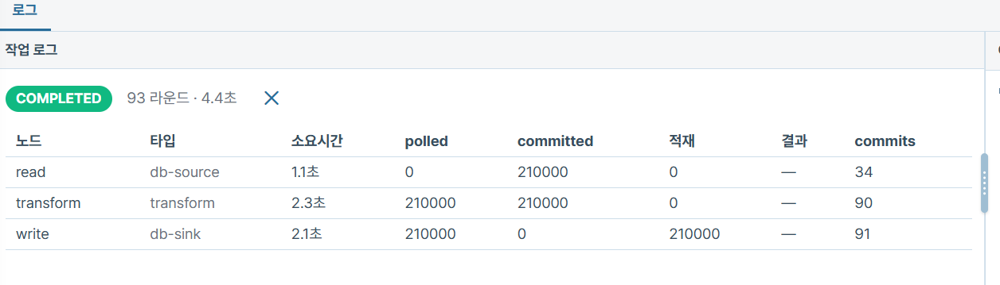 로그
작업 로그
COMPLETED 93 라운드 · 4.4초
노드 타입 소요시간 polled committed 적재 결과 commits
read db-source 1.1초 0 210000 0 — 34
transform transform 2.3초 210000 210000 0 — 90
write db-sink 2.1초 210000 0 210000 — 91